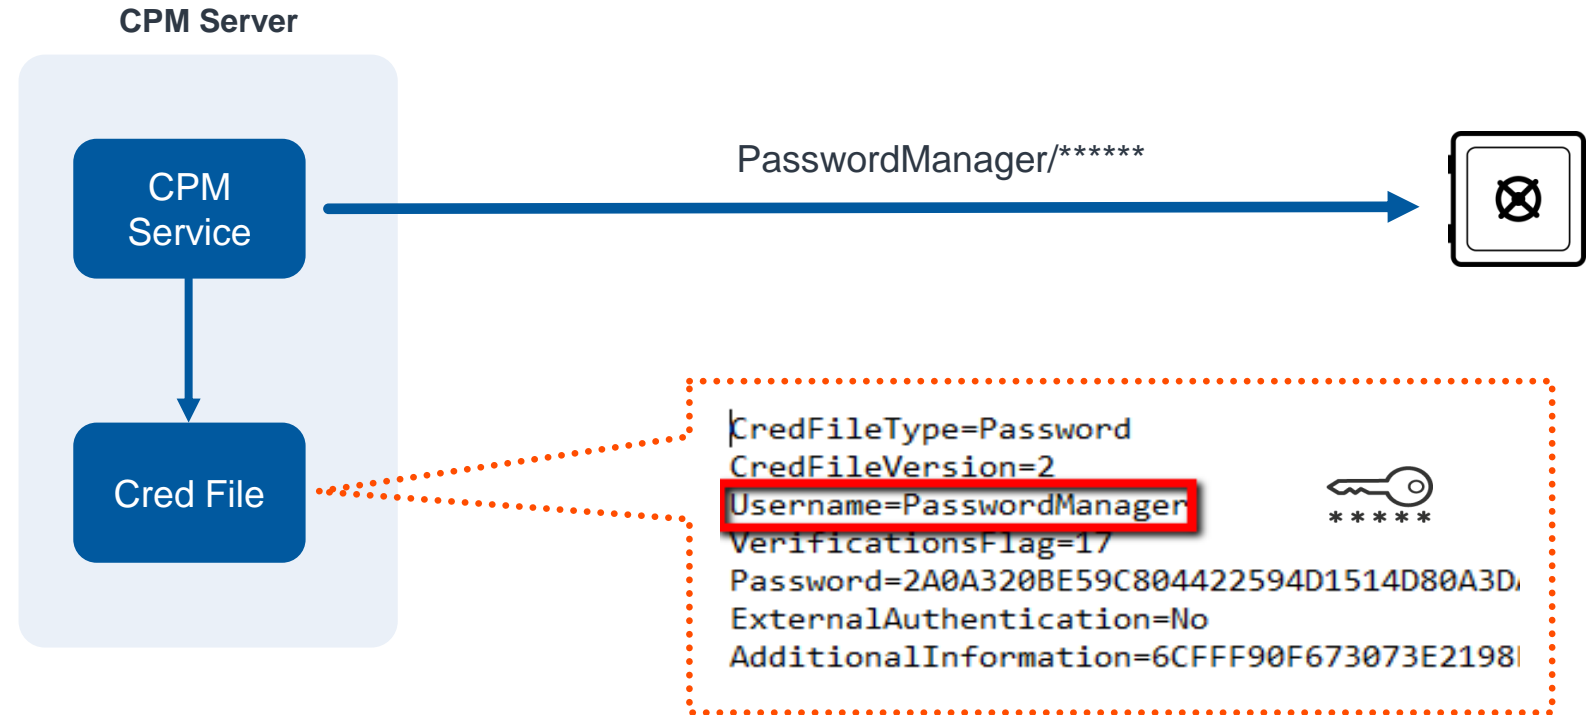 CPM Server
CPM
Service
PasswordManager/******
Cred File
CredFileType=Password
CredFileVersion=2
Username=PasswordManager
VerificationsFlag=17
Password=2A0A320BE59C804422594D1514D80A3D
ExternalAuthentication=No
AdditionalInformation=6CFFF90F673073E2198
*****